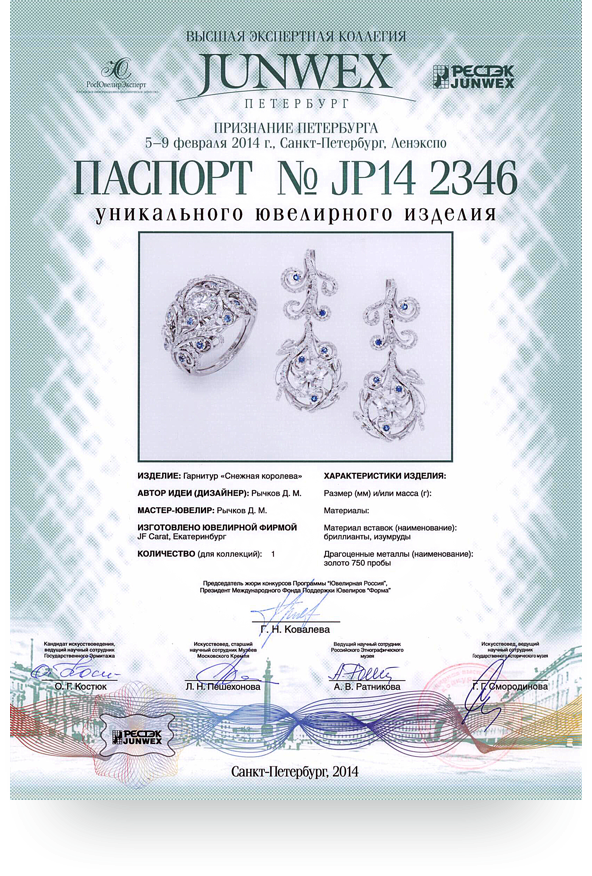 ВЫСШАЯ ЭКСПЕРТНАЯ КОЛЛЕГИЯ
РосЮвелирЭксперт
JUNWEX
РЕСТЭК
JUNWEX
ПЕТЕРБУРГ
ПРИЗНАНИЕ ПЕТЕРБУРГА
5–9 февраля 2014 г., Санкт-Петербург, Ленэкспо
ПАСПОРТ № JP14 2346
уникального ювелирного изделия
ИЗДЕЛИЕ: Гарнитур «Снежная королева»
АВТОР ИДЕИ (ДИЗАЙНЕР): Рычков Д. М.
МАСТЕР-ЮВЕЛИР: Рычков Д. М.
ИЗГОТОВЛЕНО ЮВЕЛИРНОЙ ФИРМОЙ
JF Carat, Екатеринбург
КОЛИЧЕСТВО (для коллекций): 1
ХАРАКТЕРИСТИКИ ИЗДЕЛИЯ:
Размер (мм) и/или масса (г):
Материалы:
Материал вставок (наименование):
бриллианты, изумруды
Драгоценные металлы (наименование):
золото 750 пробы
Председатель жюри конкурсов Программы "Ювелирная Россия",
Президент Международного Фонда Поддержки Ювелиров "Форма"
Г. Н. Ковалева
Кандидат искусствоведения,
ведущий научный сотрудник
Государственного Эрмитажа
О. Г. Костюк
Искусствовед, старший
научный сотрудник Музеев
Московского Кремля
Л. Н. Пешехонова
Ведущий научный сотрудник
Российского Этнографического
музея
А. В. Ратникова
Искусствовед, ведущий
научный сотрудник
Государственного исторического музея
Г. Г. Смородинова
РЕСТЭК
JUNWEX
Санкт-Петербург, 2014